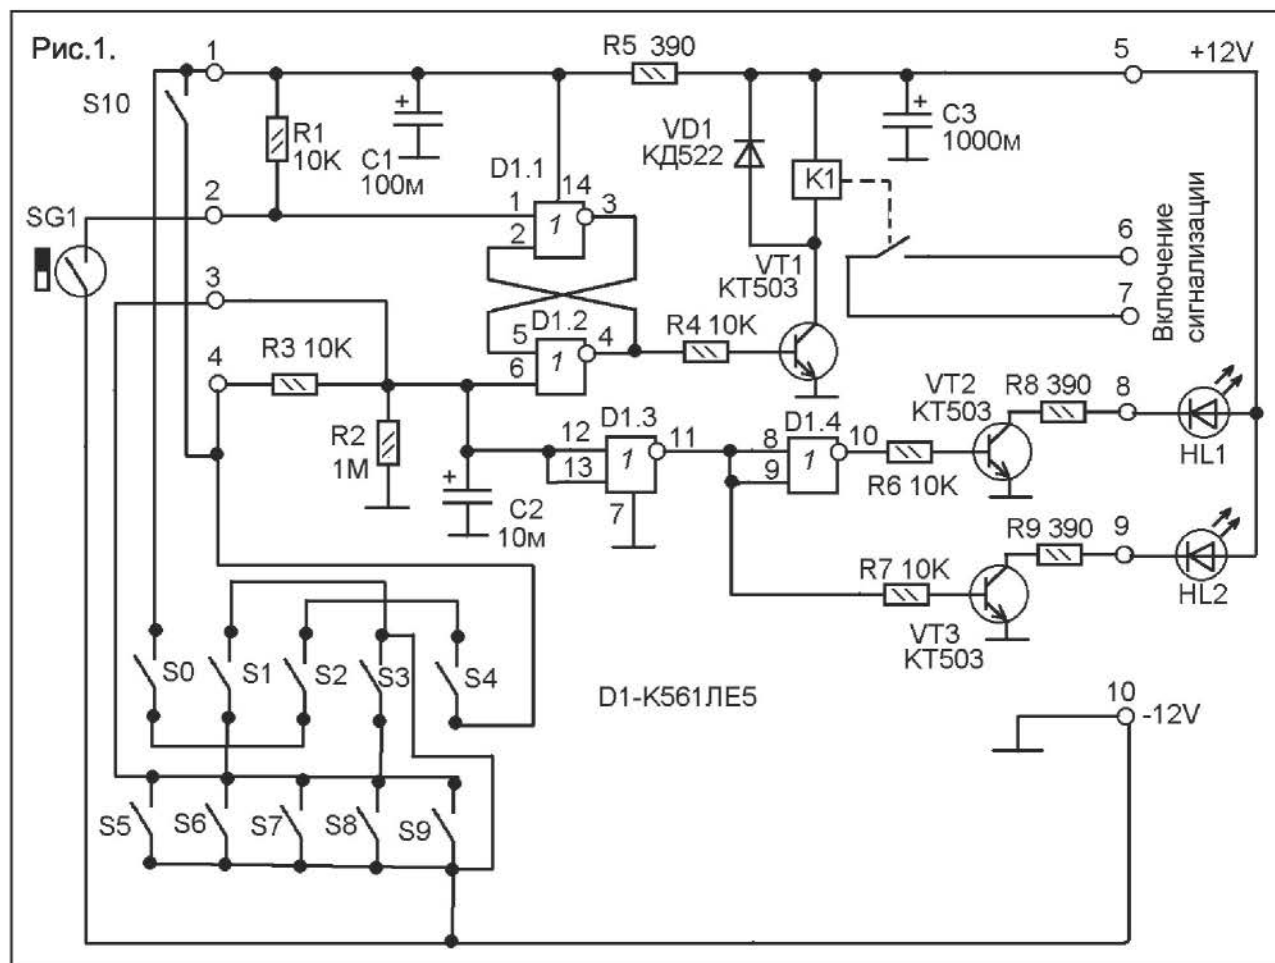 Рис.1.
1
R5 390
5
+12V
S10
R1
10K
C1
100м
VD1
КД522
C3
1000м
K1
D1.1
14
1
1
3
2
2
SG1
6
7
Включение
сигнализации
VT1
КТ503
3
D1.2
5
1
4
6
R4 10K
4
R3 10K
R2
1M
C2
10м
D1.3
12
13
1
11
7
D1.4
8
9
1
10
R6 10K
VT2
КТ503
R8 390
8
HL1
R9 390
9
HL2
R7 10K
VT3
КТ503
S0
S1
S2
S3
S4
D1-К561ЛЕ5
10
-12V
S5
S6
S7
S8
S9